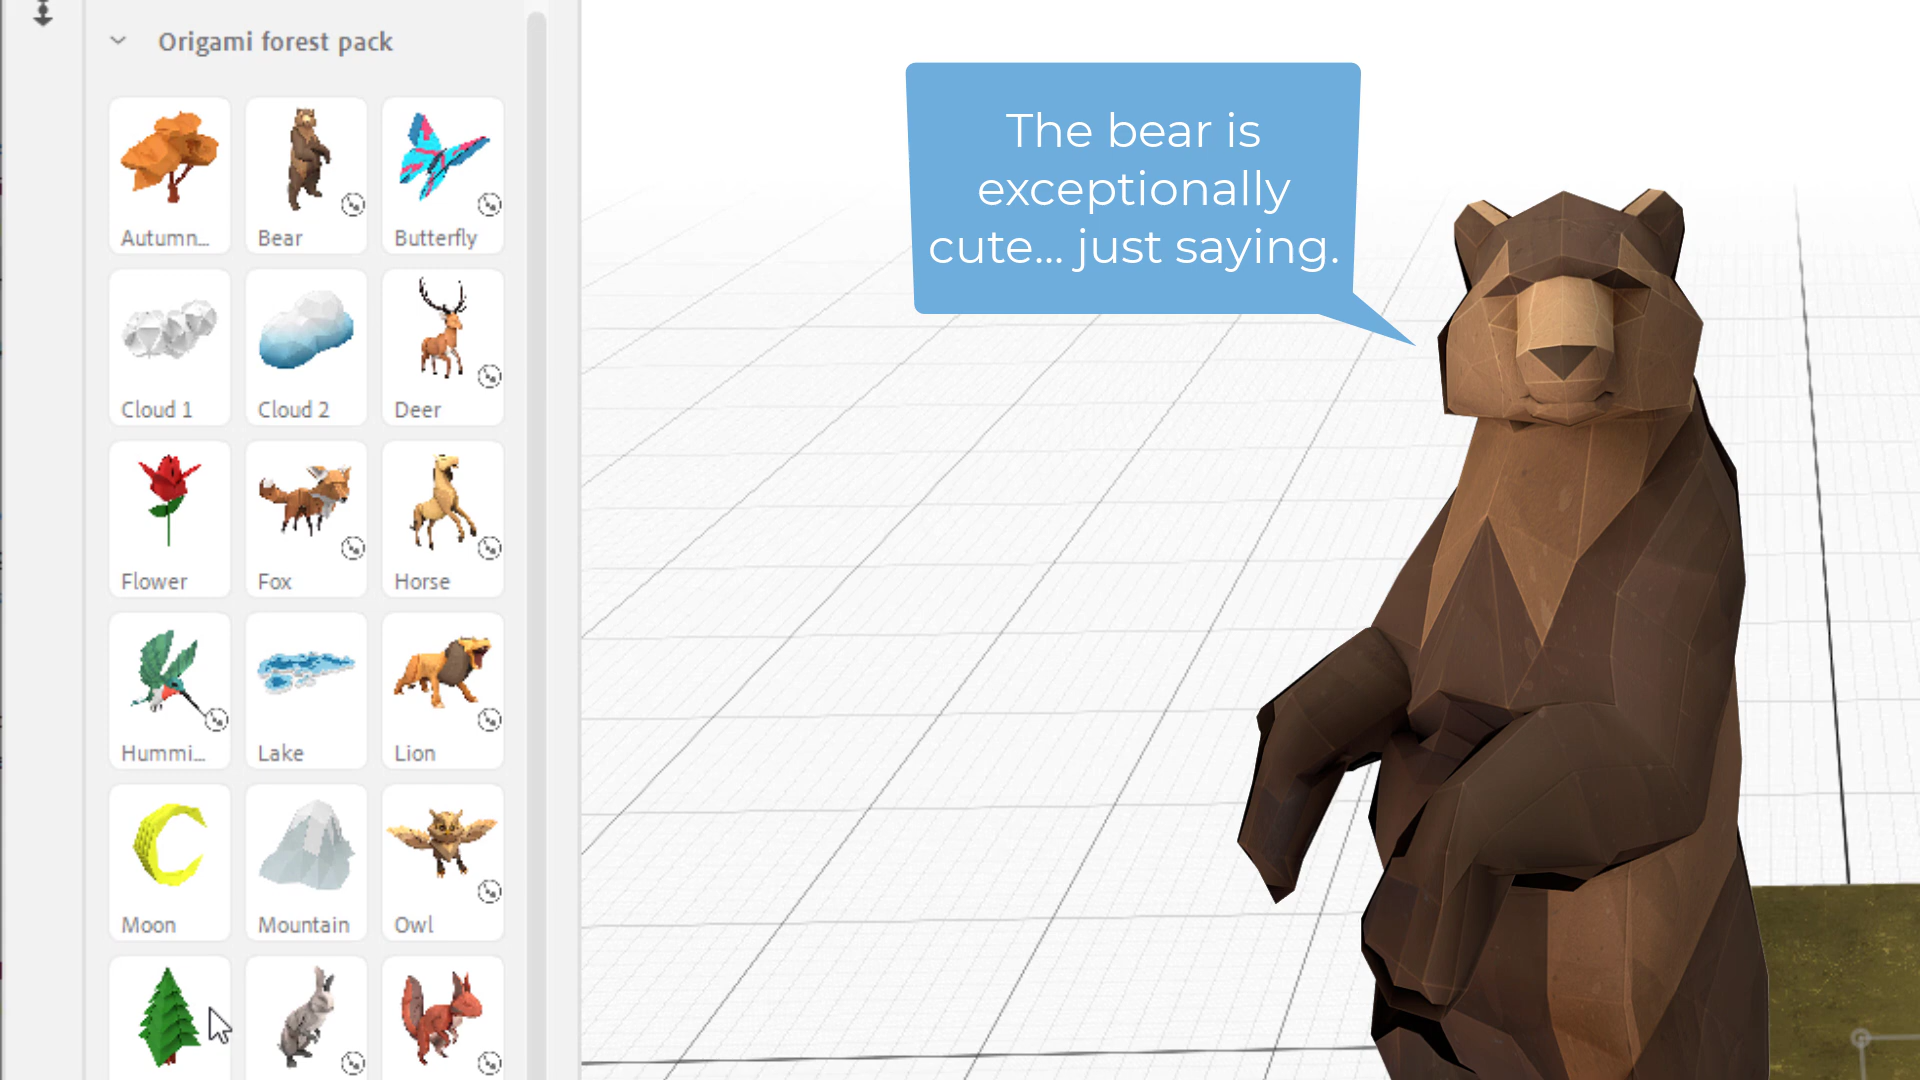 Origami forest pack
The bear is
exceptionally
cute... just saying.
Autumn...
Bear
Butterfly
Cloud 1
Cloud 2
Deer
Flower
Fox
Horse
Hummi...
Lake
Lion
Moon
Mountain
Owl